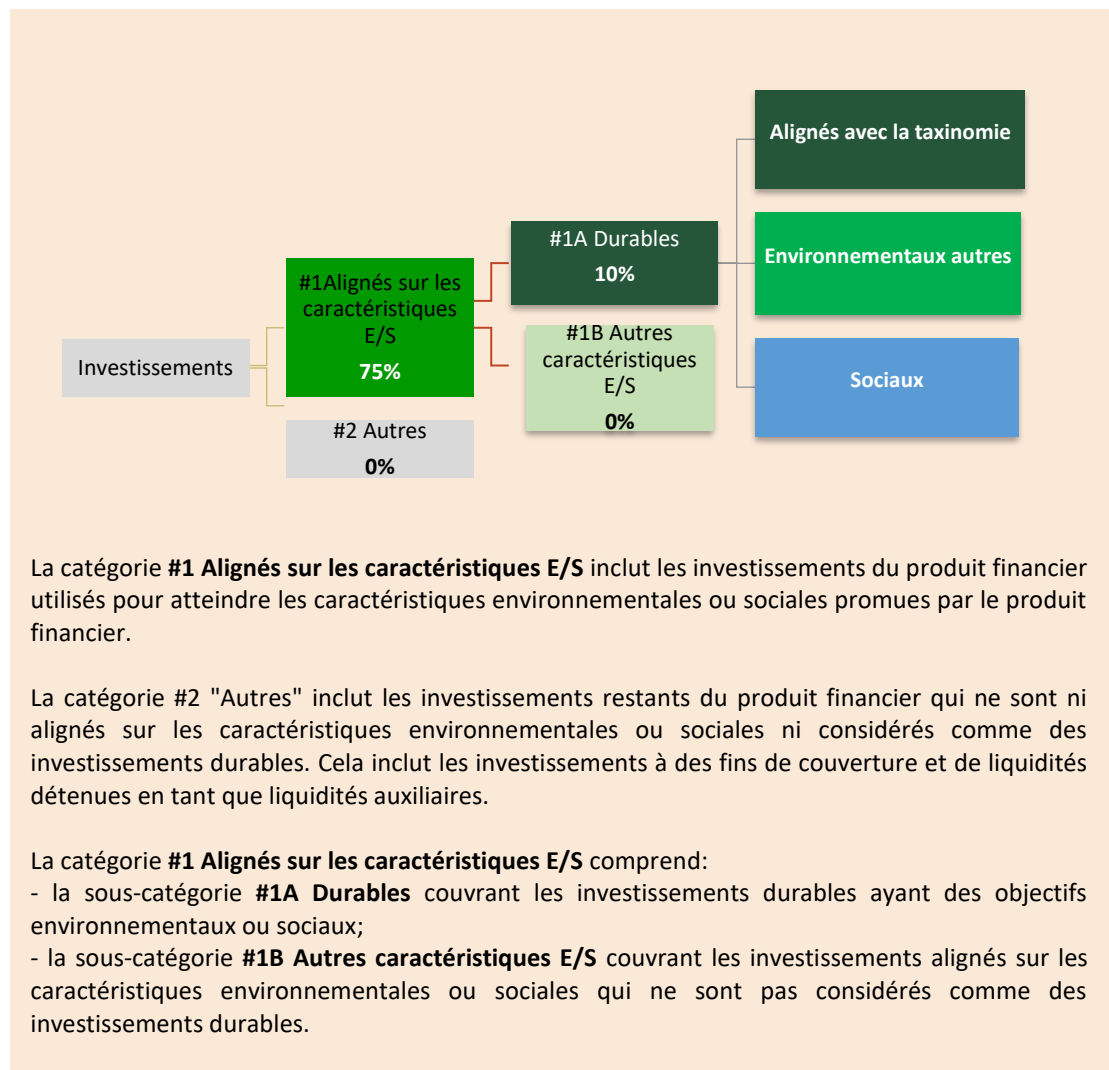 Alignés avec la taxinomie
#1A Durables
10%
Environnementaux autres
#1Alignés sur les
caractéristiques
E/S
75%
#1B Autres
caractéristiques
E/S
0%
Investissements
Sociaux
#2 Autres
0%
La catégorie #1 Alignés sur les caractéristiques E/S inclut les investissements du produit financier
utilisés pour atteindre les caractéristiques environnementales ou sociales promues par le produit
financier.
La catégorie #2 "Autres" inclut les investissements restants du produit financier qui ne sont ni
alignés sur les caractéristiques environnementales ou sociales ni considérés comme des
investissements durables. Cela inclut les investissements à des fins de couverture et de liquidités
détenues en tant que liquidités auxiliaires.
La catégorie #1 Alignés sur les caractéristiques E/S comprend:
- la sous-catégorie #1A Durables couvrant les investissements durables ayant des objectifs
environnementaux ou sociaux;
- la sous-catégorie #1B Autres caractéristiques E/S couvrant les investissements alignés sur les
caractéristiques environnementales ou sociales qui ne sont pas considérés comme des
investissements durables.